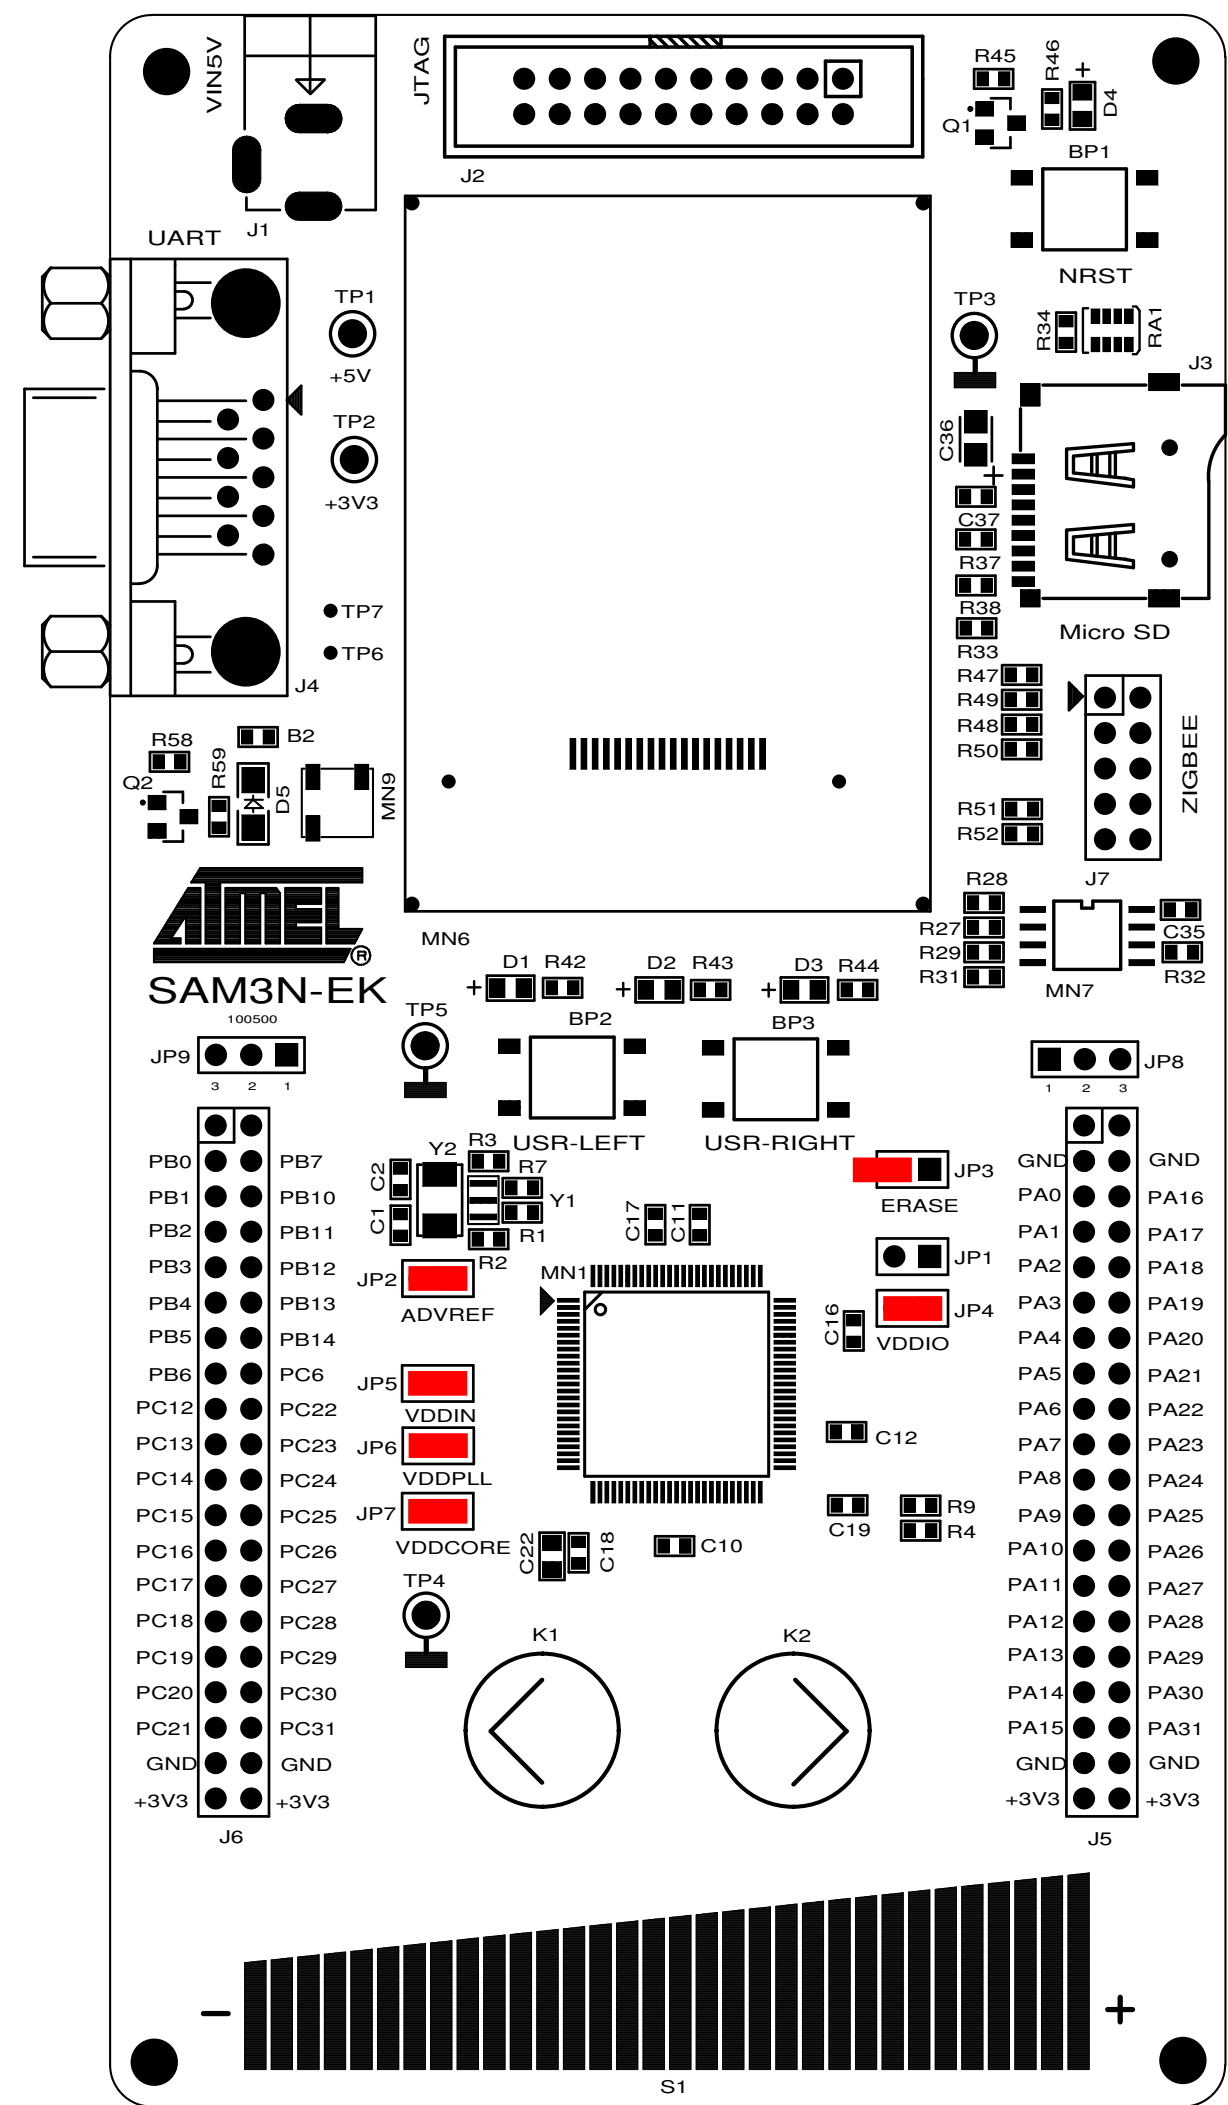 VIN5V
JTAG
R45
R46
+
D4
Q1
BP1
J2
J1
UART
NRST
TP1
TP3
R34
RA1
+5V
J3
TP2
C36
+
+3V3
C37
R37
TP7
R38
Micro SD
TP6
R33
J4
R47
R49
R48
R50
R58
B2
R59
Q2
D5
MN9
ZIGBEE
R51
R52
ATMEL ®
J7
R28
MN6
R27
C35
R29
SAM3N-EK
+ D1 R42 + D2 R43 + D3 R44
R31
MN7
R32
100500
TP5
BP2
BP3
JP9
JP8
3 2 1
1 2 3
USR-LEFT
USR-RIGHT
Y2
R3
C2
R7
C1
Y1
R1
R2
C17
C11
JP3
ERASE
JP2
ADVREF
MN1
JP1
C16
JP4
VDDIO
JP5
VDDIN
JP6
VDDPLL
C12
JP7
VDDCORE
C22
C18
C10
C19
R9
R4
TP4
K1
K2
PB0 PB7
PB1 PB10
PB2 PB11
PB3 PB12
PB4 PB13
PB5 PB14
PB6 PC6
PC12 PC22
PC13 PC23
PC14 PC24
PC15 PC25
PC16 PC26
PC17 PC27
PC18 PC28
PC19 PC29
PC20 PC30
PC21 PC31
GND GND
+3V3 +3V3
J6
GND GND
PA0 PA16
PA1 PA17
PA2 PA18
PA3 PA19
PA4 PA20
PA5 PA21
PA6 PA22
PA7 PA23
PA8 PA24
PA9 PA25
PA10 PA26
PA11 PA27
PA12 PA28
PA13 PA29
PA14 PA30
PA15 PA31
GND GND
+3V3 +3V3
J5
− +
S1